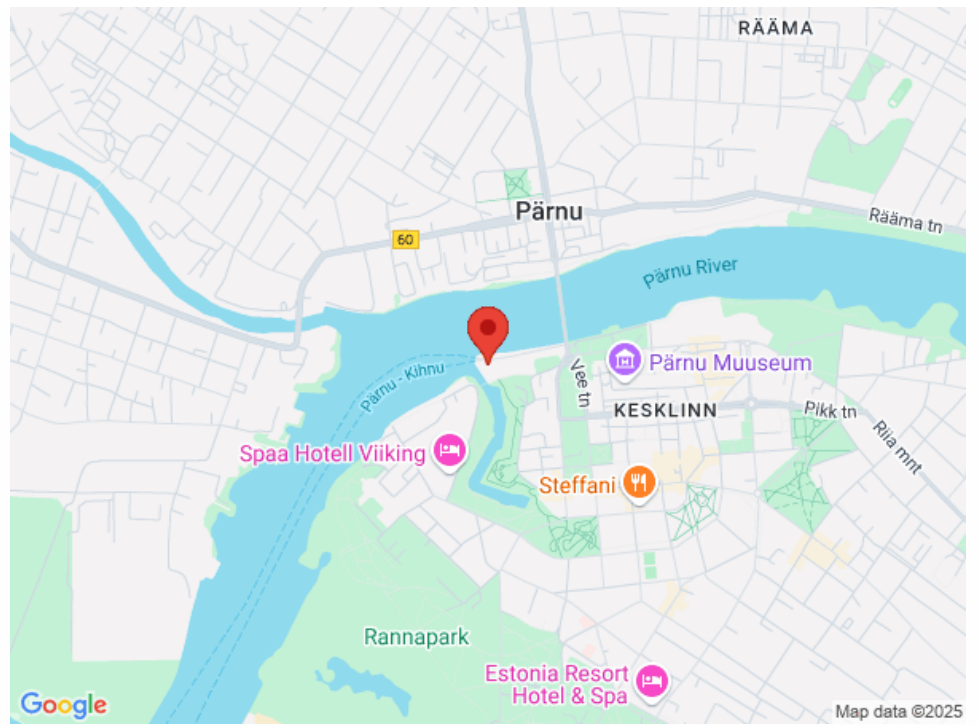 RÄÄMA
Pärnu
Rääma tn
60
Pärnu River
Pärnu - Kihnu
Vee tn
Pärnu Muuseum
KESKLINN
Pikk tn
Riia mnt
Spaa Hotell Viiking
Steffani
Rannapark
Estonia Resort
Hotel & Spa
Google
Map data ©2025